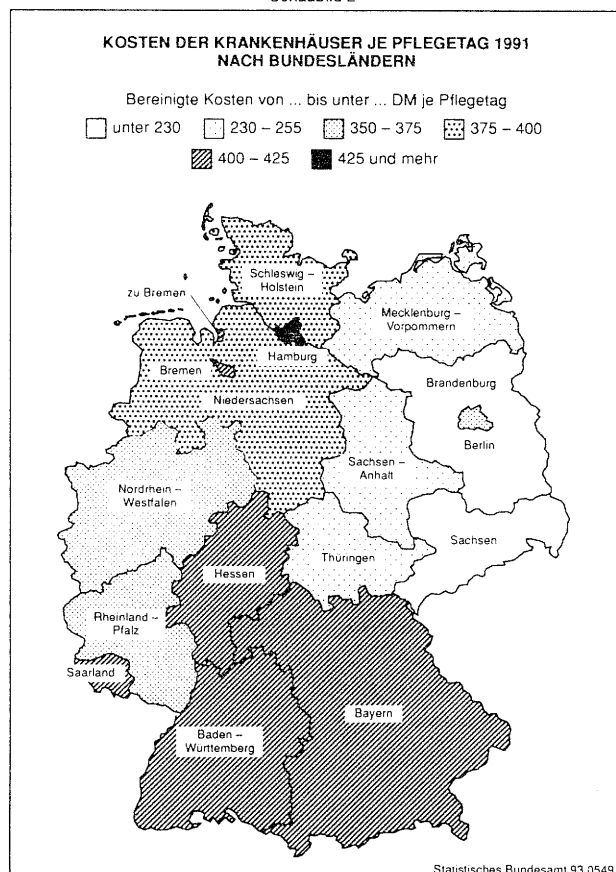 KOSTEN DER KRANKENHÄUSER JE PFLEGETAG 1991
NACH BUNDESLÄNDERN
Bereinigte Kosten von ... bis unter ... DM je Pflegetag
unter 230
230 – 255
350 – 375
375 – 400
400 – 425
425 und mehr
Schleswig –
Holstein
zu Bremen
Mecklenburg –
Vorpommern
Hamburg
Bremen
Niedersachsen
Brandenburg
Berlin
Sachsen –
Anhalt
Nordrhein –
Westfalen
Sachsen
Thüringen
Hessen
Rheinland –
Pfalz
Saarland
Bayern
Baden –
Württemberg
Statistisches Bundesamt 93 0549